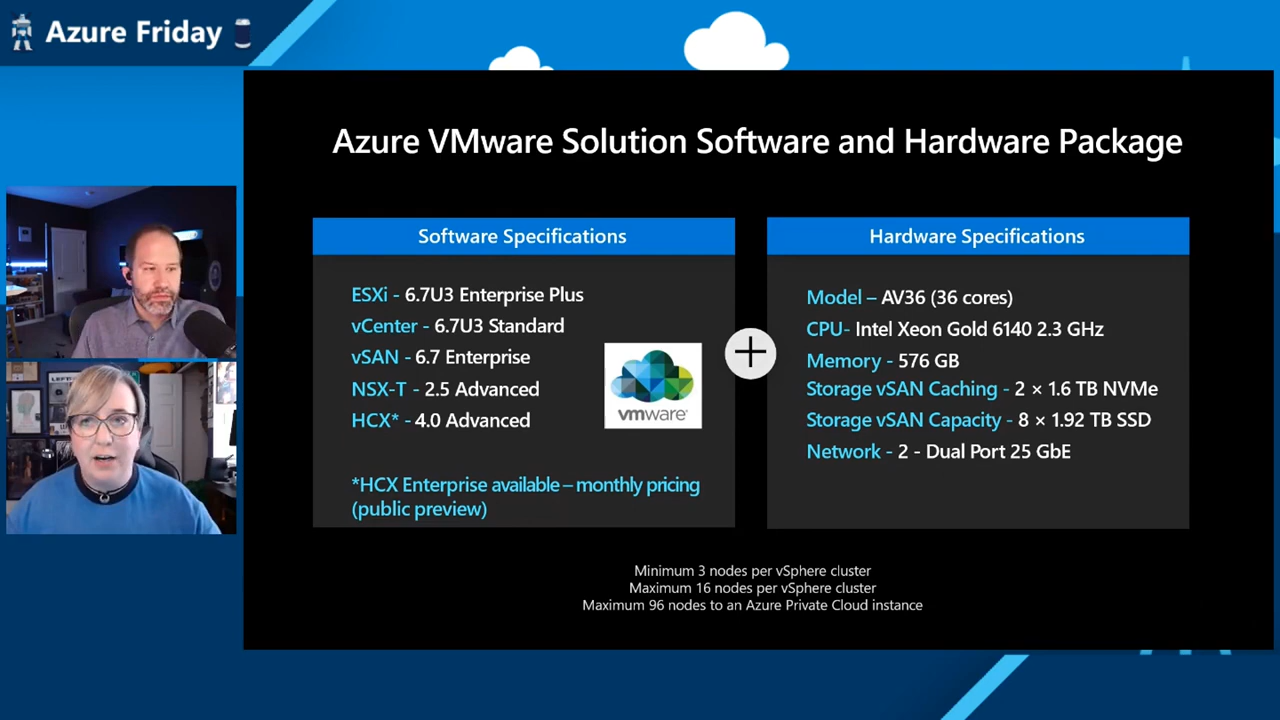 Azure Friday
Azure VMware Solution Software and Hardware Package
Software Specifications
ESXi - 6.7U3 Enterprise Plus
vCenter - 6.7U3 Standard
vSAN - 6.7 Enterprise
NSX-T - 2.5 Advanced
HCX* - 4.0 Advanced
vmware
*HCX Enterprise available – monthly pricing
(public preview)
Hardware Specifications
Model – AV36 (36 cores)
CPU- Intel Xeon Gold 6140 2.3 GHz
Memory - 576 GB
Storage vSAN Caching - 2 × 1.6 TB NVMe
Storage vSAN Capacity - 8 × 1.92 TB SSD
Network - 2 - Dual Port 25 GbE
Minimum 3 nodes per vSphere cluster
Maximum 16 nodes per vSphere cluster
Maximum 96 nodes to an Azure Private Cloud instance